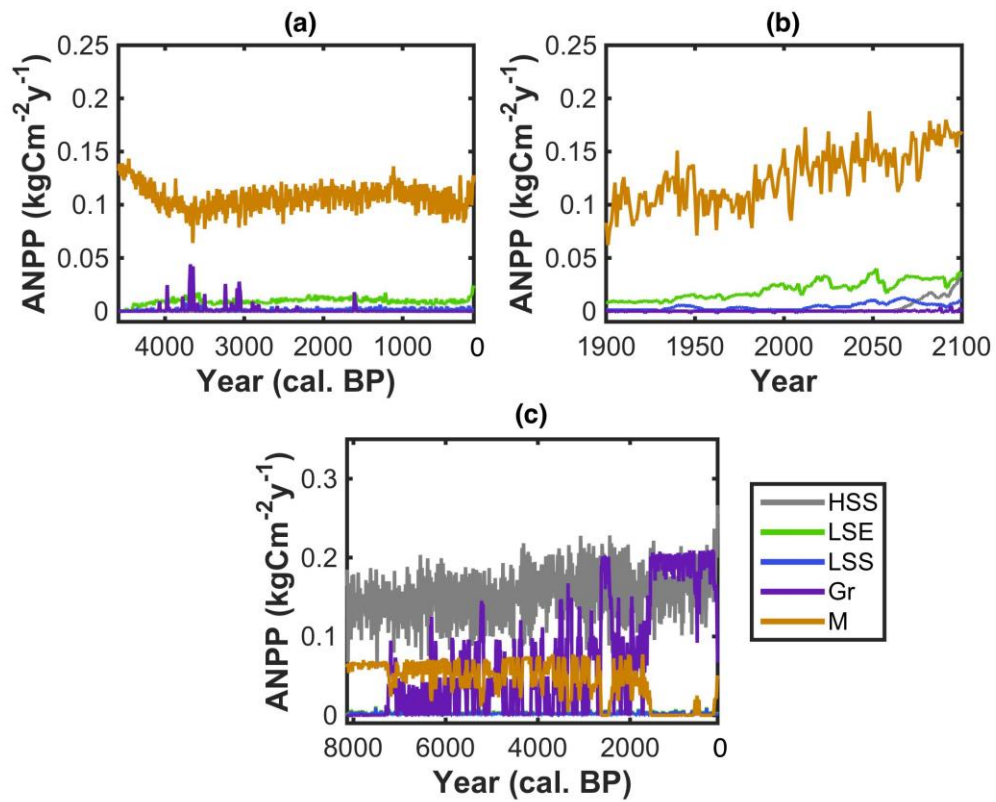 (a)
(b)
0.25
0.2
0.15
0.1
0.05
0
ANPP (kgCm⁻²y⁻¹)
4000 3000 2000 1000 0
Year (cal. BP)
0.25
0.2
0.15
0.1
0.05
0
ANPP (kgCm⁻²y⁻¹)
1900 1950 2000 2050 2100
Year
(c)
0.3
0.2
0.1
0
ANPP (kgCm⁻²y⁻¹)
8000 6000 4000 2000 0
Year (cal. BP)
HSS
LSE
LSS
Gr
M